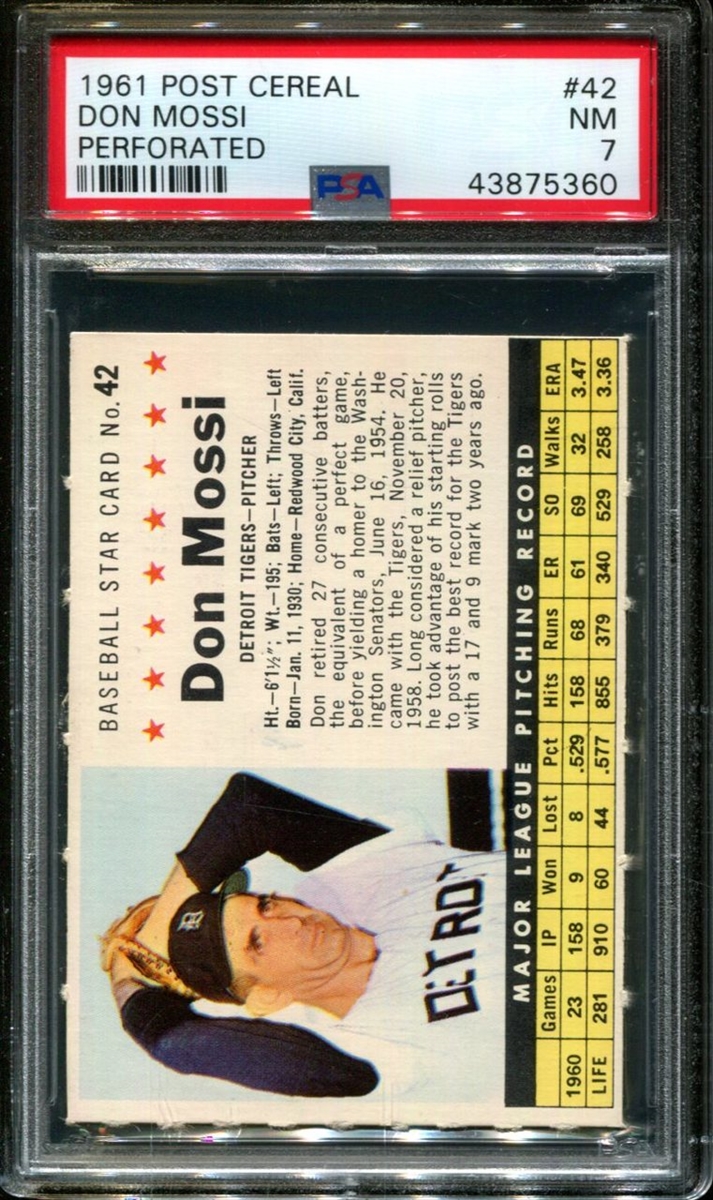 1961 POST CEREAL #42
DON MOSSI NM
PERFORATED 7
PSA 43875360
BASEBALL STAR CARD No. 42
Don Mossi
DETROIT TIGERS—PITCHER
Ht.—6'1½"; Wt.—195; Bats—Left; Throws—Left
Born—Jan. 11, 1930; Home—Redwood City, Calif.
Don retired 27 consecutive batters,
the equivalent of a perfect game,
before yielding a homer to the Wash-
ington Senators, June 16, 1954. He
came with the Tigers, November 20,
1958. Long considered a relief pitcher,
he took advantage of his starting rolls
to post the best record for the Tigers
with a 17 and 9 mark two years ago.
D
DETROI
MAJOR LEAGUE PITCHING RECORD
Games IP Won Lost Pct Hits Runs ER SO Walks ERA
1960 23 158 9 8 .529 158 68 61 69 32 3.47
LIFE 281 910 60 44 .577 855 379 340 529 258 3.36